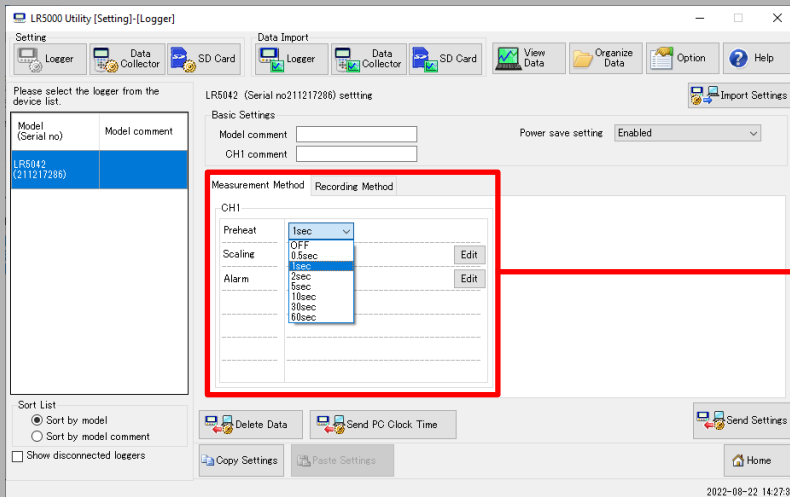 LR5000 Utility [Setting]-[Logger]
Setting
Data Import
Logger
Data
Collector
SD Card
Logger
Data
Collector
SD Card
View
Data
Organize
Data
Option
Help
Please select the logger from the
device list.
Model
(Serial no)
Model comment
LR5042
(211217286)
LR5042 (Serial no211217286) settting
Import Settings
Basic Settings
Model comment
CH1 comment
Power save setting
Enabled
Measurement Method
Recording Method
CH1
Preheat
1sec
OFF
0.5sec
1sec
2sec
5sec
10sec
30sec
60sec
Scaling
Edit
Alarm
Edit
Sort List
Sort by model
Sort by model comment
Show disconnected loggers
Delete Data
Send PC Clock Time
Send Settings
Copy Settings
Paste Settings
Home
2022-08-22 14:27:3